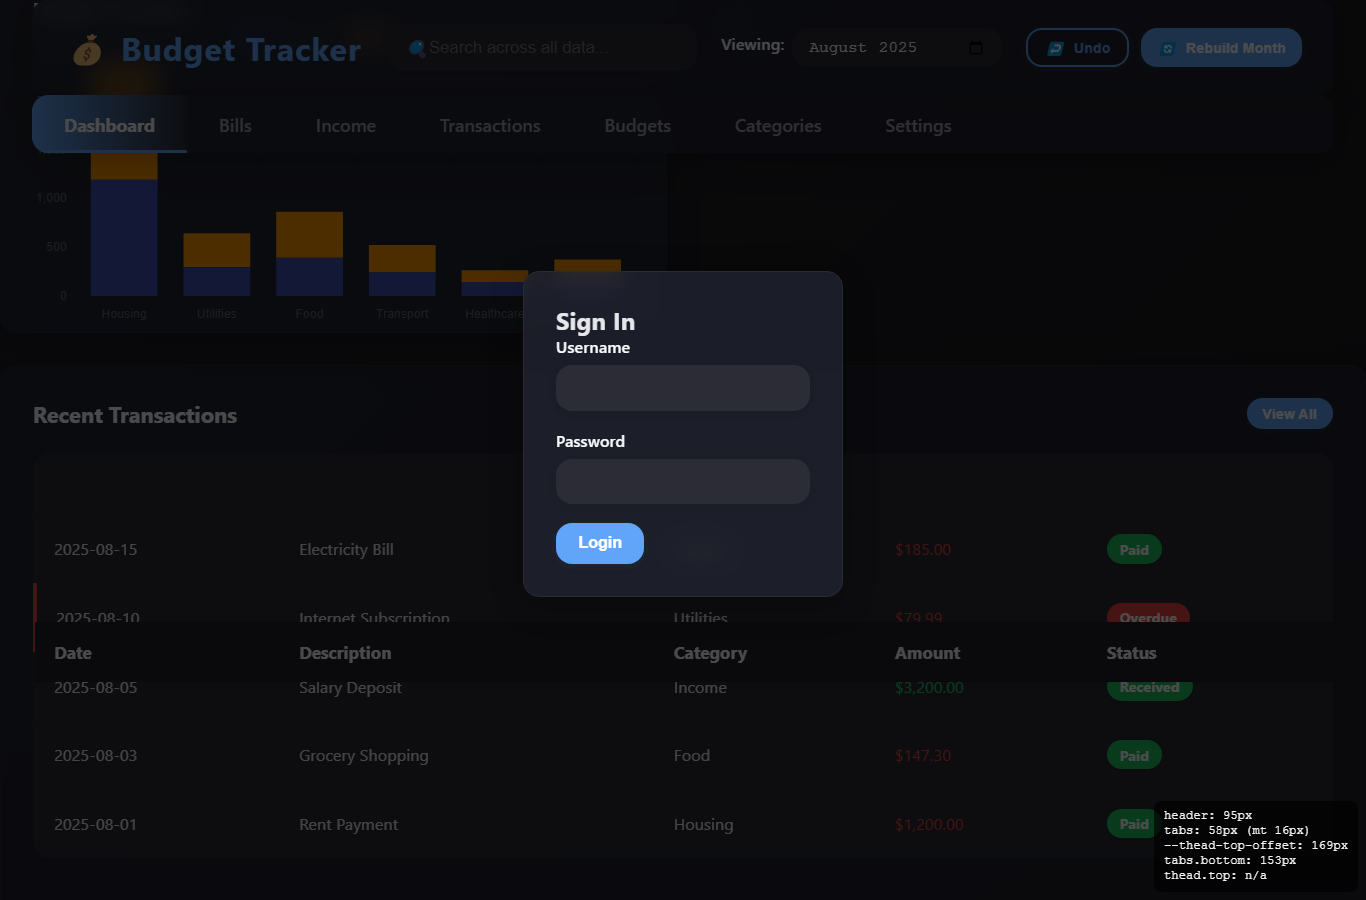 Budget Tracker
Search across all data...
Viewing:
August 2025
Undo
Rebuild Month
Dashboard
Bills
Income
Transactions
Budgets
Categories
Settings
1,000
500
0
Housing
Utilities
Food
Transport
Healthcare
Sign In
Username
Password
Login
Recent Transactions
View All
2025-08-15 Electricity Bill $185.00 Paid
2025-08-10 Internet Subscription Utilities $79.99 Overdue
Date Description Category Amount Status
2025-08-05 Salary Deposit Income $3,200.00 Received
2025-08-03 Grocery Shopping Food $147.30 Paid
2025-08-01 Rent Payment Housing $1,200.00 Paid
header: 95px
tabs: 58px (mt 16px)
--thead-top-offset: 169px
tabs.bottom: 153px
thead.top: n/a